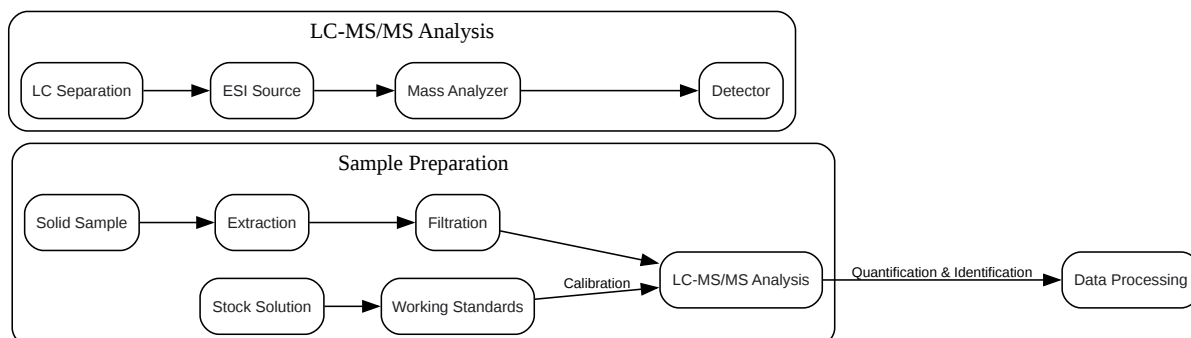 LC-MS/MS Analysis
LC Separation
ESI Source
Mass Analyzer
Detector
Sample Preparation
Solid Sample
Extraction
Filtration
Stock Solution
Working Standards
Calibration
LC-MS/MS Analysis
Quantification & Identification
Data Processing